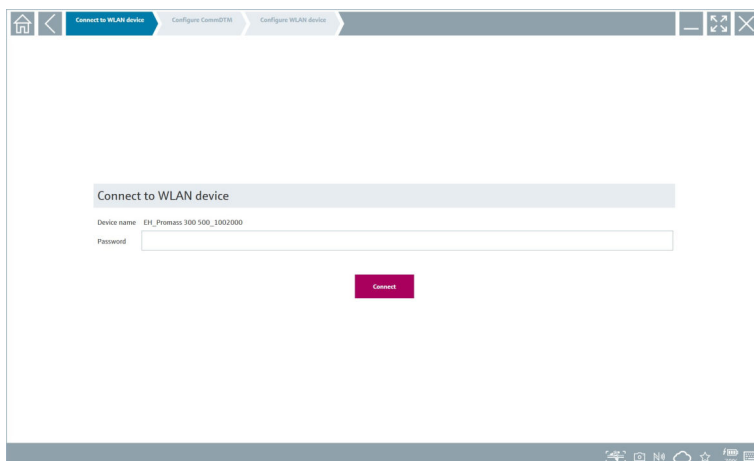 Connect to WLAN device
Configure CommDTM
Configure WLAN device
Connect to WLAN device
Device name EH_Promass 300 500_1002000
Password
Connect